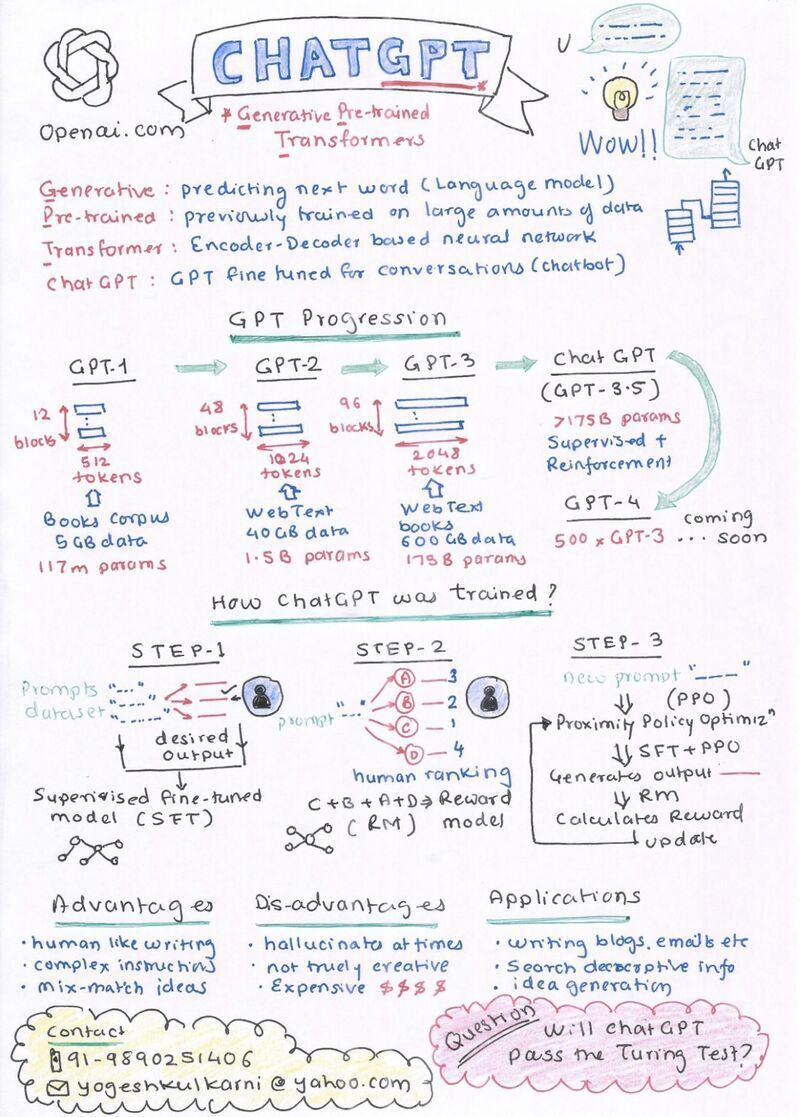 CHATGPT
*
Openai.com
* Generative Pre-trained
Transformers
U
Wow!!
Chat
GPT
Generative : predicting next word (Language model)
Pre-trained : previously trained on large amounts of data
Transformer : Encoder-Decoder based neural network
Chat GPT : GPT fine tuned for conversations (chatbot)
GPT Progression
GPT-1
12
blocks
512
tokens
Books Corpus
5 GB data
117m params
GPT-2
48
blocks
1024
tokens
WebText
40 GB data
1.5 B params
GPT-3
96
blocks
2048
tokens
WebText
books
600 GB data
175B params
Chat GPT
(GPT-3.5)
>175 B params
Supervised +
Reinforcement
GPT-4
500 x GPT-3
coming
... soon
How ChatGPT was trained?
STEP-1
Prompts
dataset
desired
output
Superivised fine-tuned
model (SFT)
STEP-2
prompt "---"
A 3
B 2
C 1
D 4
human ranking
C+B+A+D → Reward
(RM) model
STEP-3
new prompt "----"
(PPO)
Proximity Policy Optimizⁿ
SFT + PPO
Generates output
RM
Calculates Reward
update
Advantages
• human like writing
• complex instructions
• mix-match ideas
Dis-advantages
• hallucinates at times
• not truely creative
• Expensive $ $ $ $
Applications
• writing blogs, emails etc
• Search descriptive info
• idea generation
Contact
91-9890251406
yogeshkulkarni @ yahoo.com
Question
Will chatGPT
pass the Turing Test?